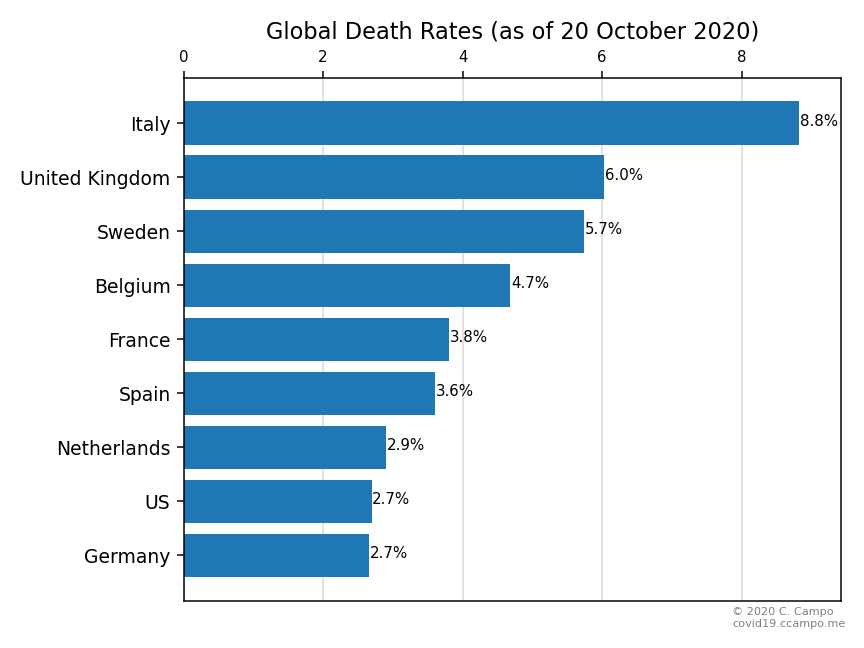 Global Death Rates (as of 20 October 2020)
0 2 4 6 8
Italy 8.8%
United Kingdom 6.0%
Sweden 5.7%
Belgium 4.7%
France 3.8%
Spain 3.6%
Netherlands 2.9%
US 2.7%
Germany 2.7%
© 2020 C. Campo
covid19.ccampo.me